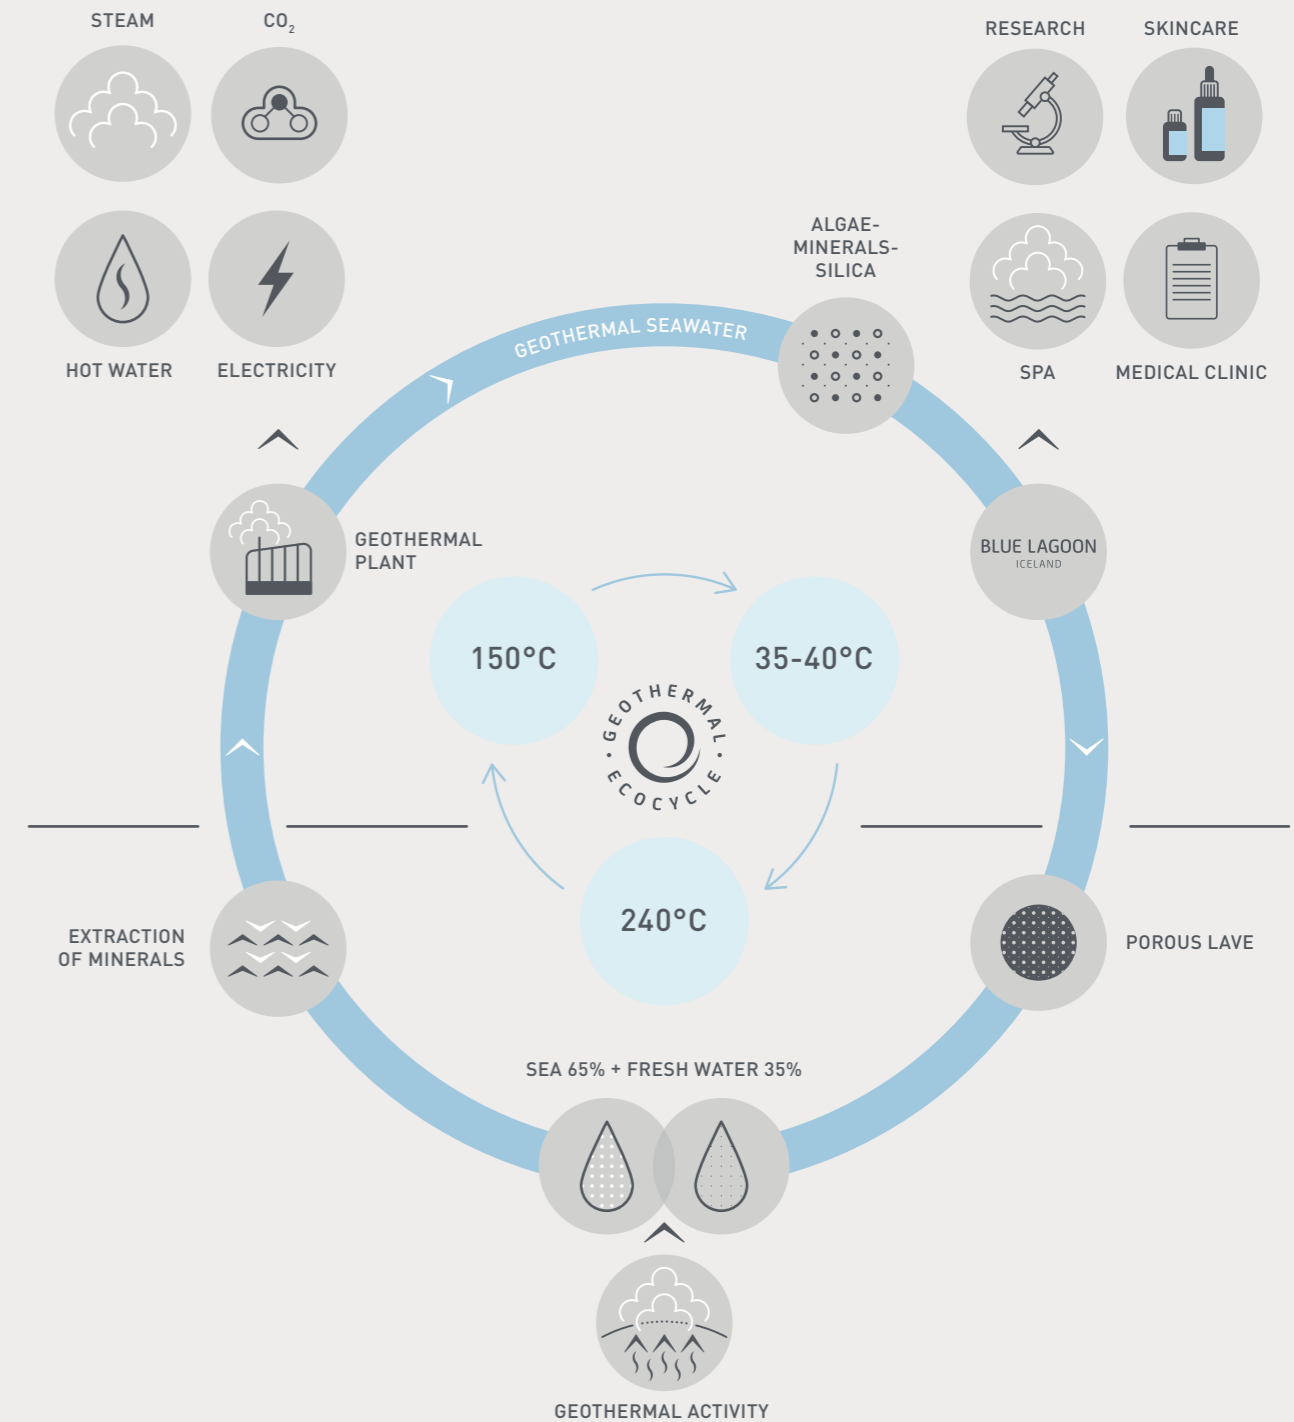 STEAM
CO₂
RESEARCH
SKINCARE
HOT WATER
ELECTRICITY
ALGAE-
MINERALS-
SILICA
SPA
MEDICAL CLINIC
GEOTHERMAL SEAWATER
GEOTHERMAL
PLANT
BLUE LAGOON
ICELAND
150°C
35-40°C
· GEOTHERMAL ·
ECOCYCLE
240°C
EXTRACTION
OF MINERALS
POROUS LAVE
SEA 65% + FRESH WATER 35%
GEOTHERMAL ACTIVITY